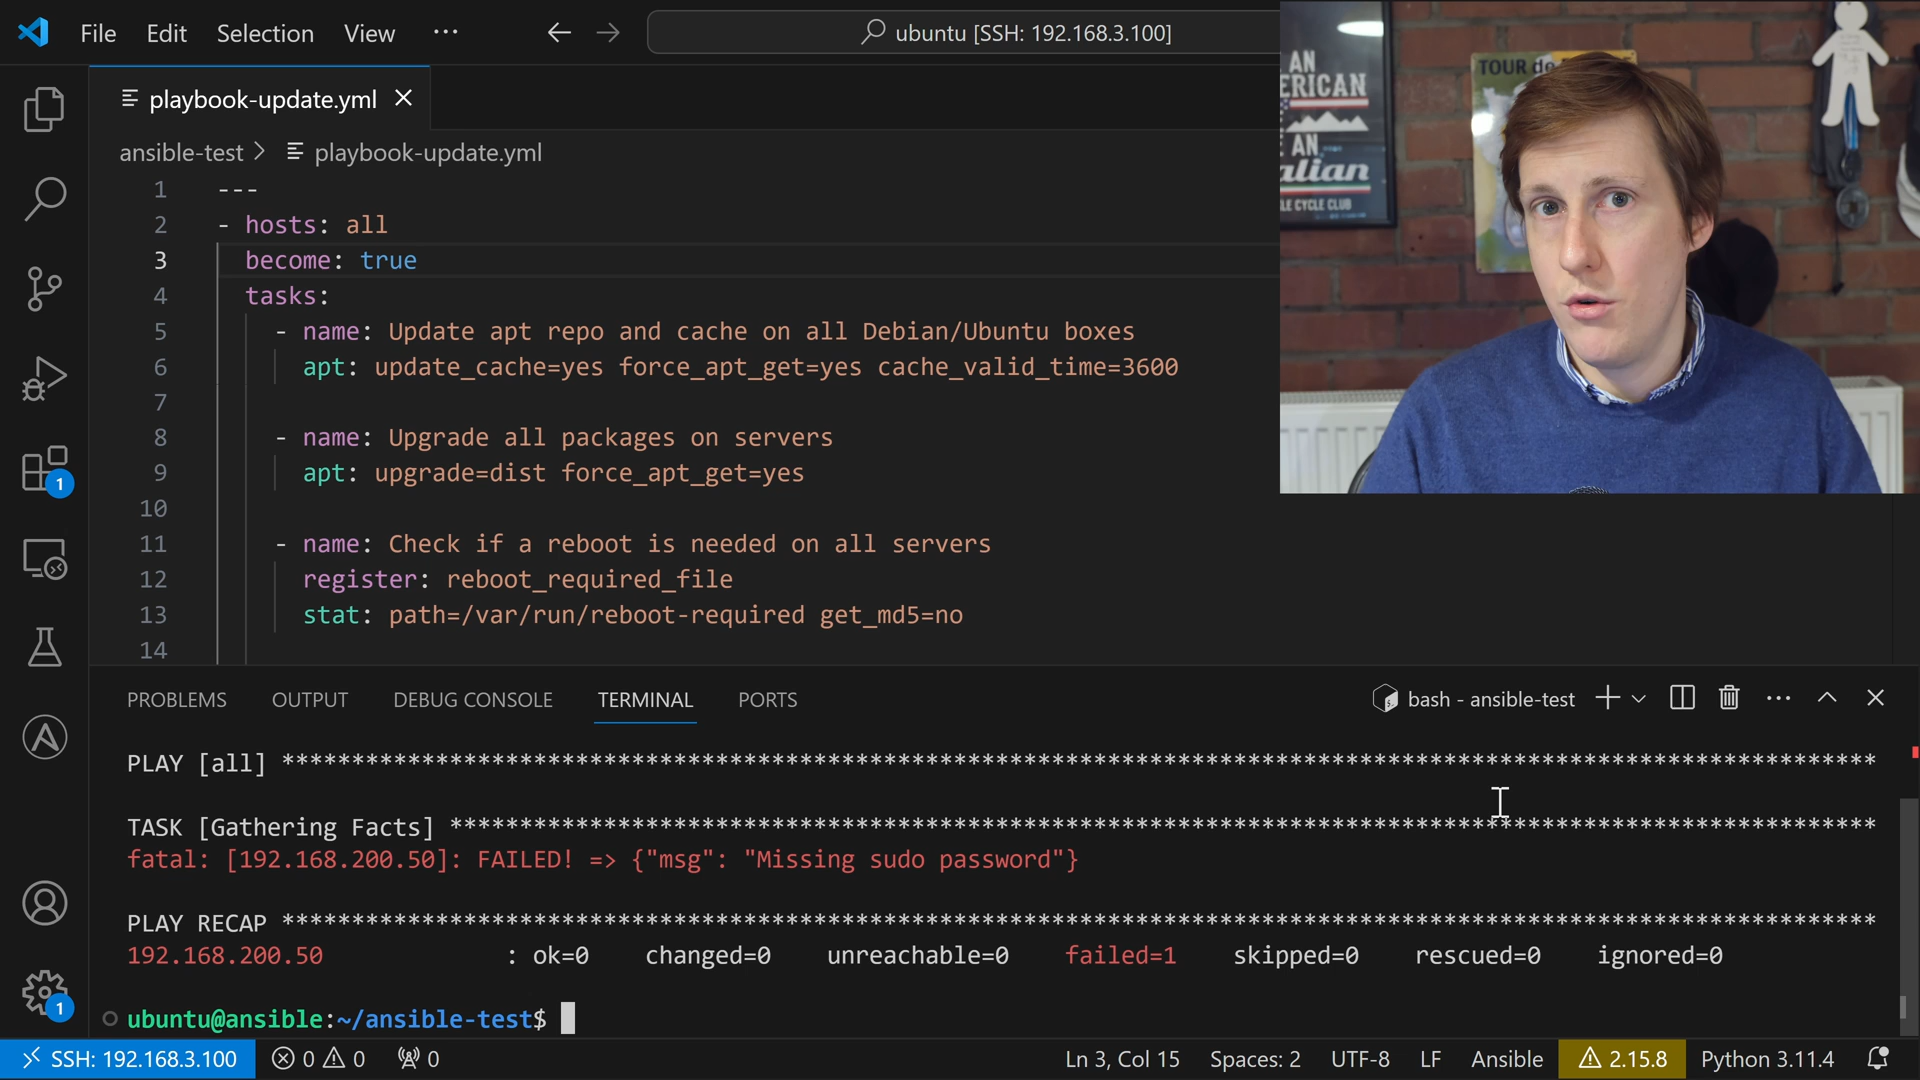 File Edit Selection View ··· ubuntu [SSH: 192.168.3.100]
playbook-update.yml
ansible-test > playbook-update.yml
1 ---
2 - hosts: all
3 become: true
4 tasks:
5 - name: Update apt repo and cache on all Debian/Ubuntu boxes
6 apt: update_cache=yes force_apt_get=yes cache_valid_time=3600
7
8 - name: Upgrade all packages on servers
9 apt: upgrade=dist force_apt_get=yes
10
11 - name: Check if a reboot is needed on all servers
12 register: reboot_required_file
13 stat: path=/var/run/reboot-required get_md5=no
14
AN
ERICAN
AN
alian
LE CYCLE CLUB
TOUR de
1
PROBLEMS OUTPUT DEBUG CONSOLE TERMINAL PORTS bash - ansible-test
PLAY [all] ******************************************************************************************************************
TASK [Gathering Facts] ******************************************************************************************************
fatal: [192.168.200.50]: FAILED! => {"msg": "Missing sudo password"}
PLAY RECAP ******************************************************************************************************************
192.168.200.50 : ok=0 changed=0 unreachable=0 failed=1 skipped=0 rescued=0 ignored=0
1
ubuntu@ansible:~/ansible-test$
SSH: 192.168.3.100 0 0 0 Ln 3, Col 15 Spaces: 2 UTF-8 LF Ansible 2.15.8 Python 3.11.4